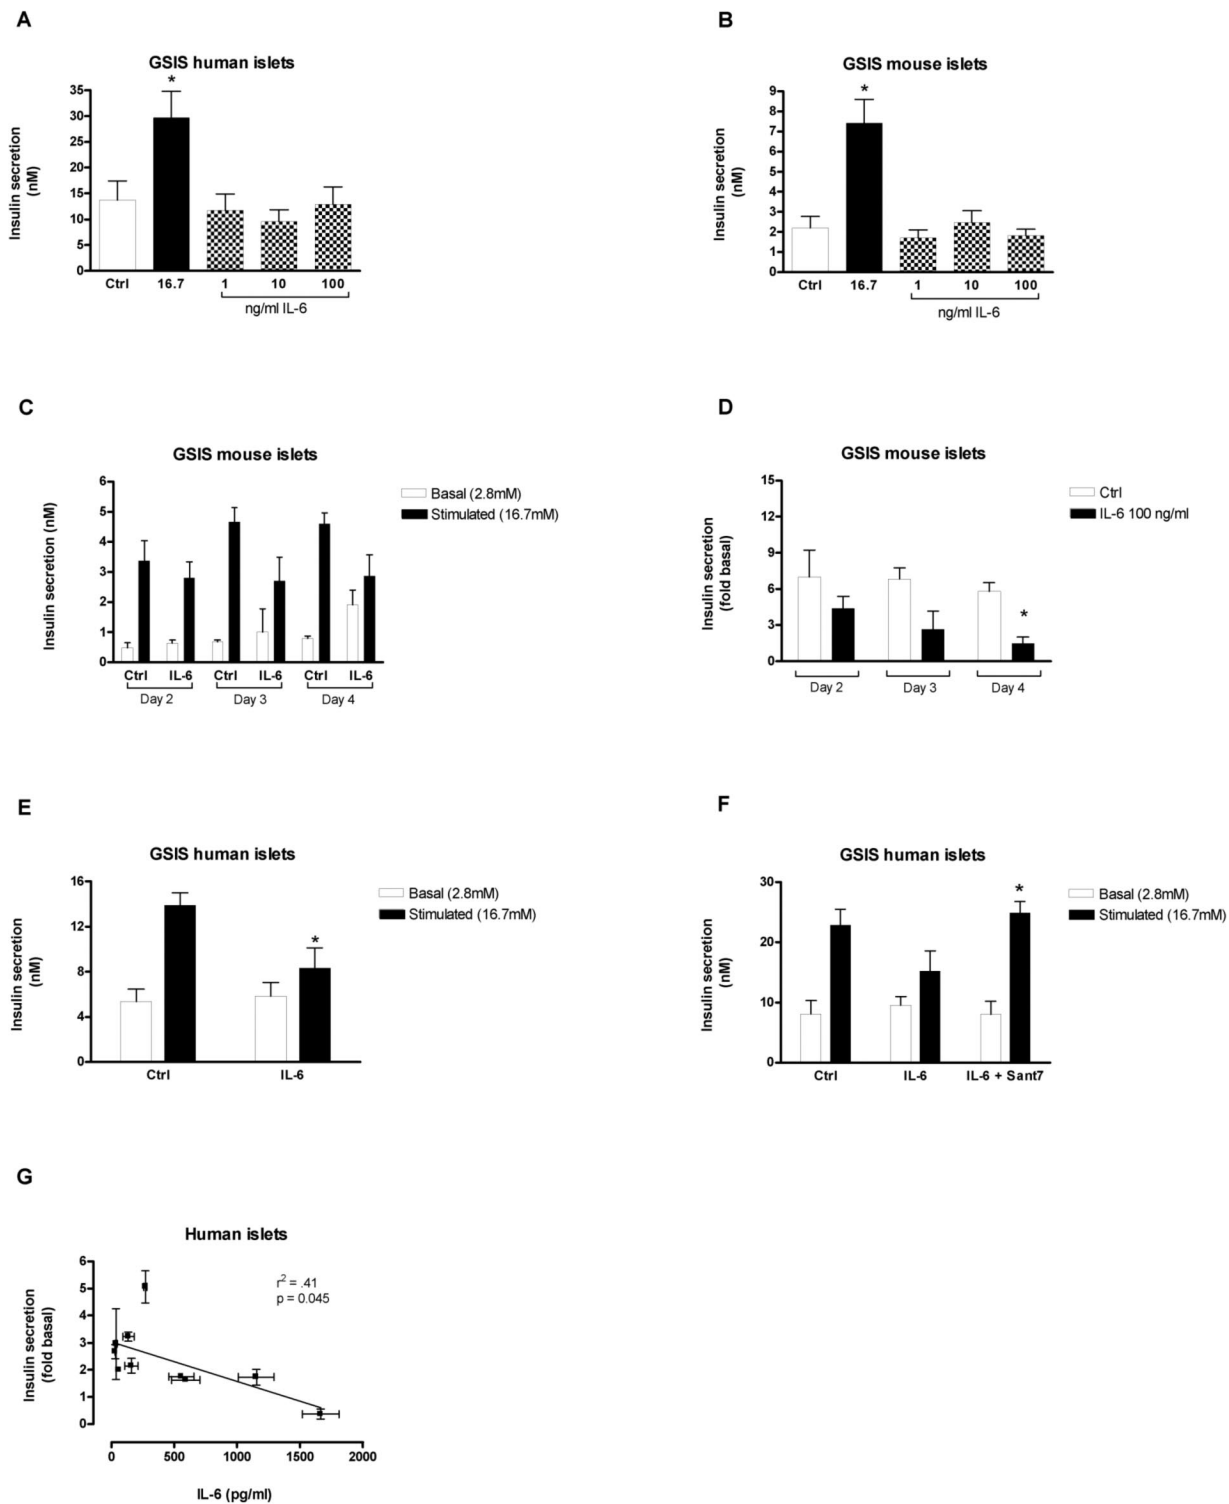 A
GSIS human islets
*
Insulin secretion
(nM)
35
30
25
20
15
10
5
0
Ctrl 16.7 1 10 100
ng/ml IL-6
B
GSIS mouse islets
*
Insulin secretion
(nM)
9
8
7
6
5
4
3
2
1
0
Ctrl 16.7 1 10 100
ng/ml IL-6
C
GSIS mouse islets
Insulin secretion (nM)
6
5
4
3
2
1
0
Basal (2.8mM)
Stimulated (16.7mM)
Ctrl IL-6 Ctrl IL-6 Ctrl IL-6
Day 2 Day 3 Day 4
D
GSIS mouse islets
Insulin secretion
(fold basal)
15
12
9
6
3
0
Ctrl
IL-6 100 ng/ml
*
Day 2 Day 3 Day 4
E
GSIS human islets
Insulin secretion
(nM)
16
12
8
4
0
Basal (2.8mM)
Stimulated (16.7mM)
*
Ctrl IL-6
F
GSIS human islets
Insulin secretion
(nM)
30
20
10
0
Basal (2.8mM)
Stimulated (16.7mM)
*
Ctrl IL-6 IL-6 + Sant7
G
Human islets
Insulin secretion
(fold basal)
6
5
4
3
2
1
0
r2 = .41
p = 0.045
0 500 1000 1500 2000
IL-6 (pg/ml)